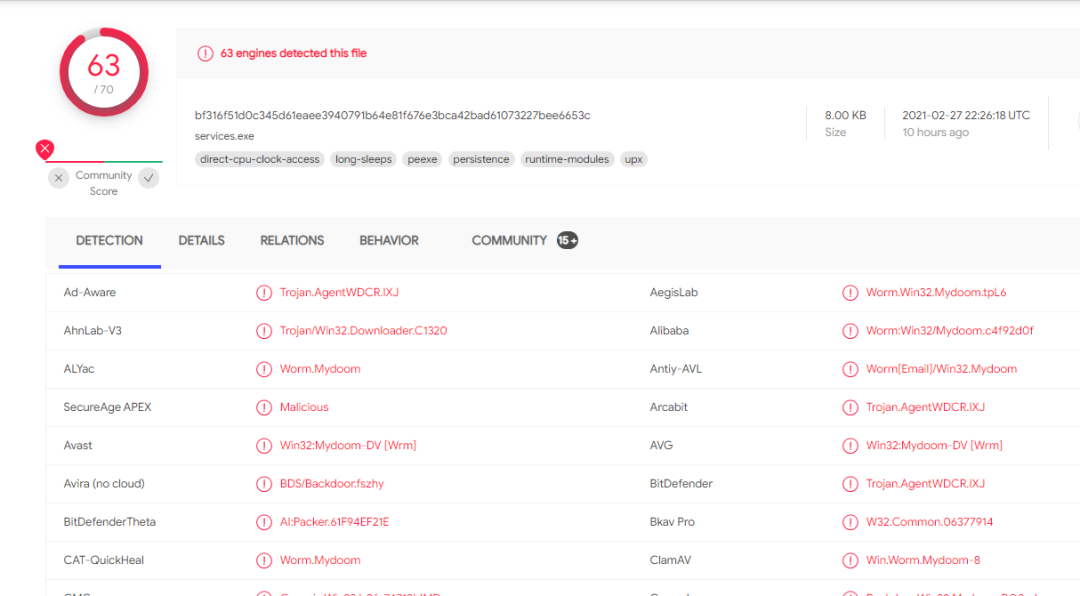 63
/ 70
63 engines detected this file
bf316f51d0c345d61eaee3940791b64e81f676e3bca42bad61073227bee6653c
services.exe
direct-cpu-clock-access long-sleeps peexe persistence runtime-modules upx
8.00 KB
Size
2021-02-27 22:26:18 UTC
10 hours ago
Community
Score
DETECTION DETAILS RELATIONS BEHAVIOR COMMUNITY 15+
Ad-Aware Trojan.AgentWDCR.IXJ AegisLab Worm.Win32.Mydoom.tpL6
AhnLab-V3 Trojan/Win32.Downloader.C1320 Alibaba Worm:Win32/Mydoom.c4f92d0f
ALYac Worm.Mydoom Antiy-AVL Worm[Email]/Win32.Mydoom
SecureAge APEX Malicious Arcabit Trojan.AgentWDCR.IXJ
Avast Win32:Mydoom-DV [Wrm] AVG Win32:Mydoom-DV [Wrm]
Avira (no cloud) BDS/Backdoor.fszhy BitDefender Trojan.AgentWDCR.IXJ
BitDefenderTheta AI:Packer.61F94EF21E Bkav Pro W32.Common.06377914
CAT-QuickHeal Worm.Mydoom ClamAV Win.Worm.Mydoom-8